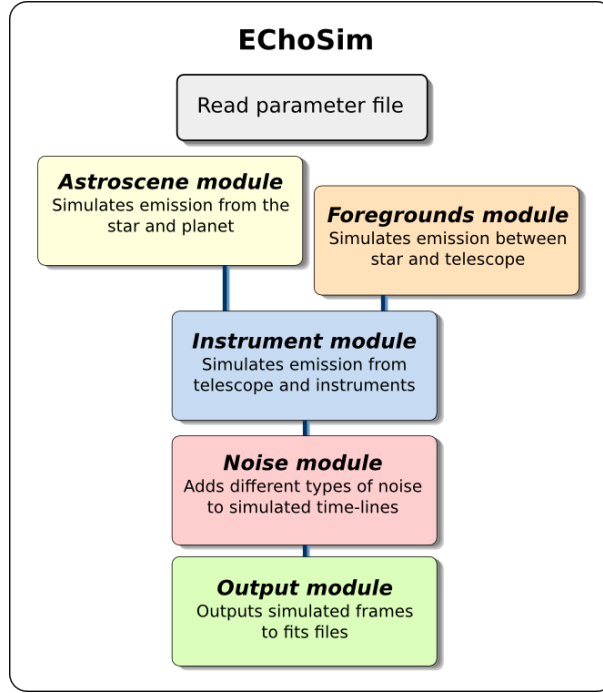 EChoSim
Read parameter file
Astroscene module
Simulates emission from the
star and planet
Foregrounds module
Simulates emission between
star and telescope
Instrument module
Simulates emission from
telescope and instruments
Noise module
Adds different types of noise
to simulated time-lines
Output module
Outputs simulated frames
to fits files